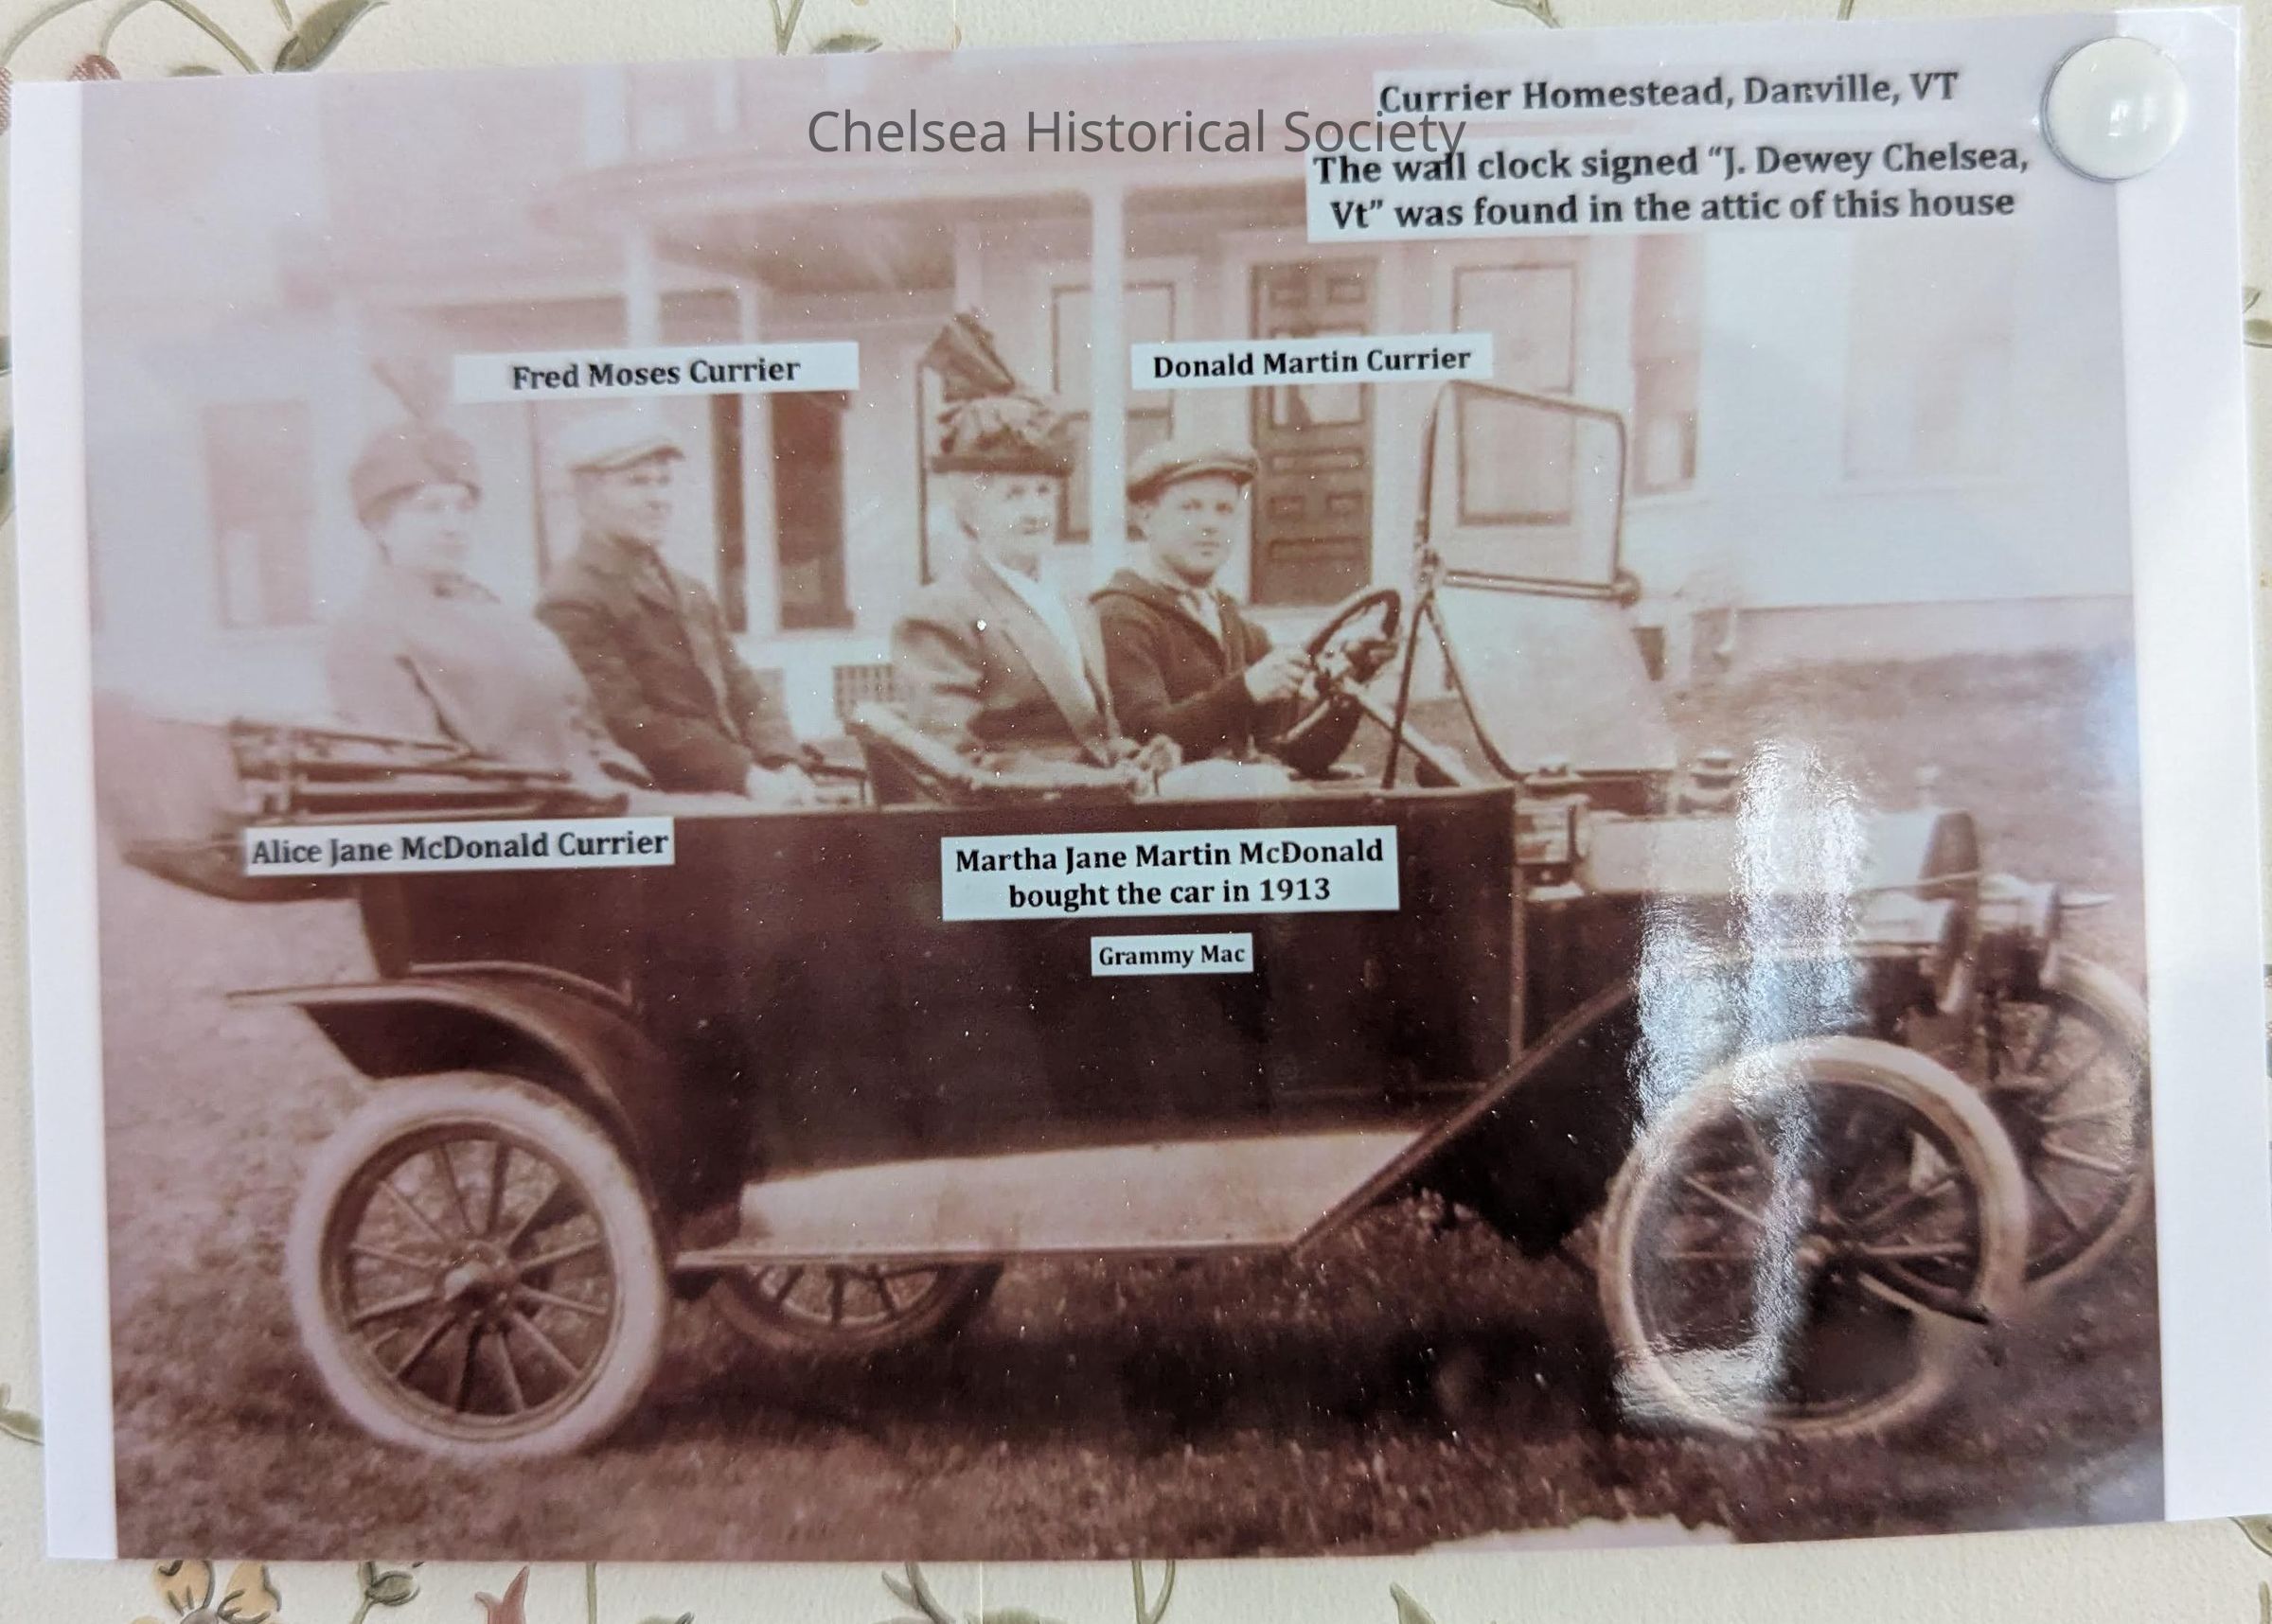 Currier Homestead, Danville, VT
Chelsea Historical Society
The wall clock signed “J. Dewey Chelsea,
Vt” was found in the attic of this house
Fred Moses Currier
Donald Martin Currier
Alice Jane McDonald Currier
Martha Jane Martin McDonald
bought the car in 1913
Grammy Mac